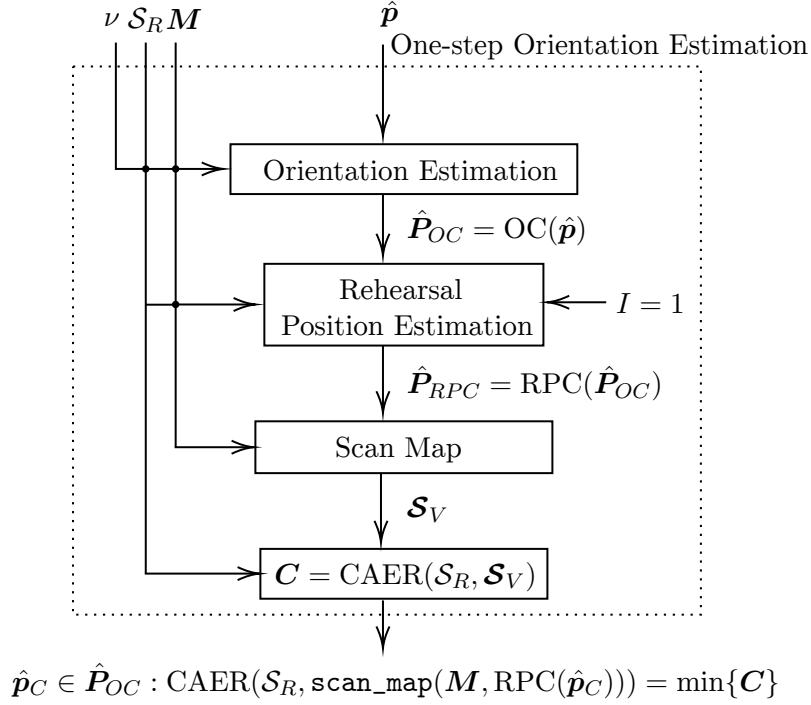 ν 𝒮_R 𝑴 𝒑̂
One-step Orientation Estimation
Orientation Estimation
𝑷̂_OC = OC(𝒑̂)
Rehearsal
Position Estimation
I = 1
𝑷̂_RPC = RPC(𝑷̂_OC)
Scan Map
𝓢_V
𝑪 = CAER(𝒮_R, 𝓢_V)
𝒑̂_C ∈ 𝑷̂_OC : CAER(𝒮_R, scan_map(𝑴, RPC(𝒑̂_C))) = min{𝑪}